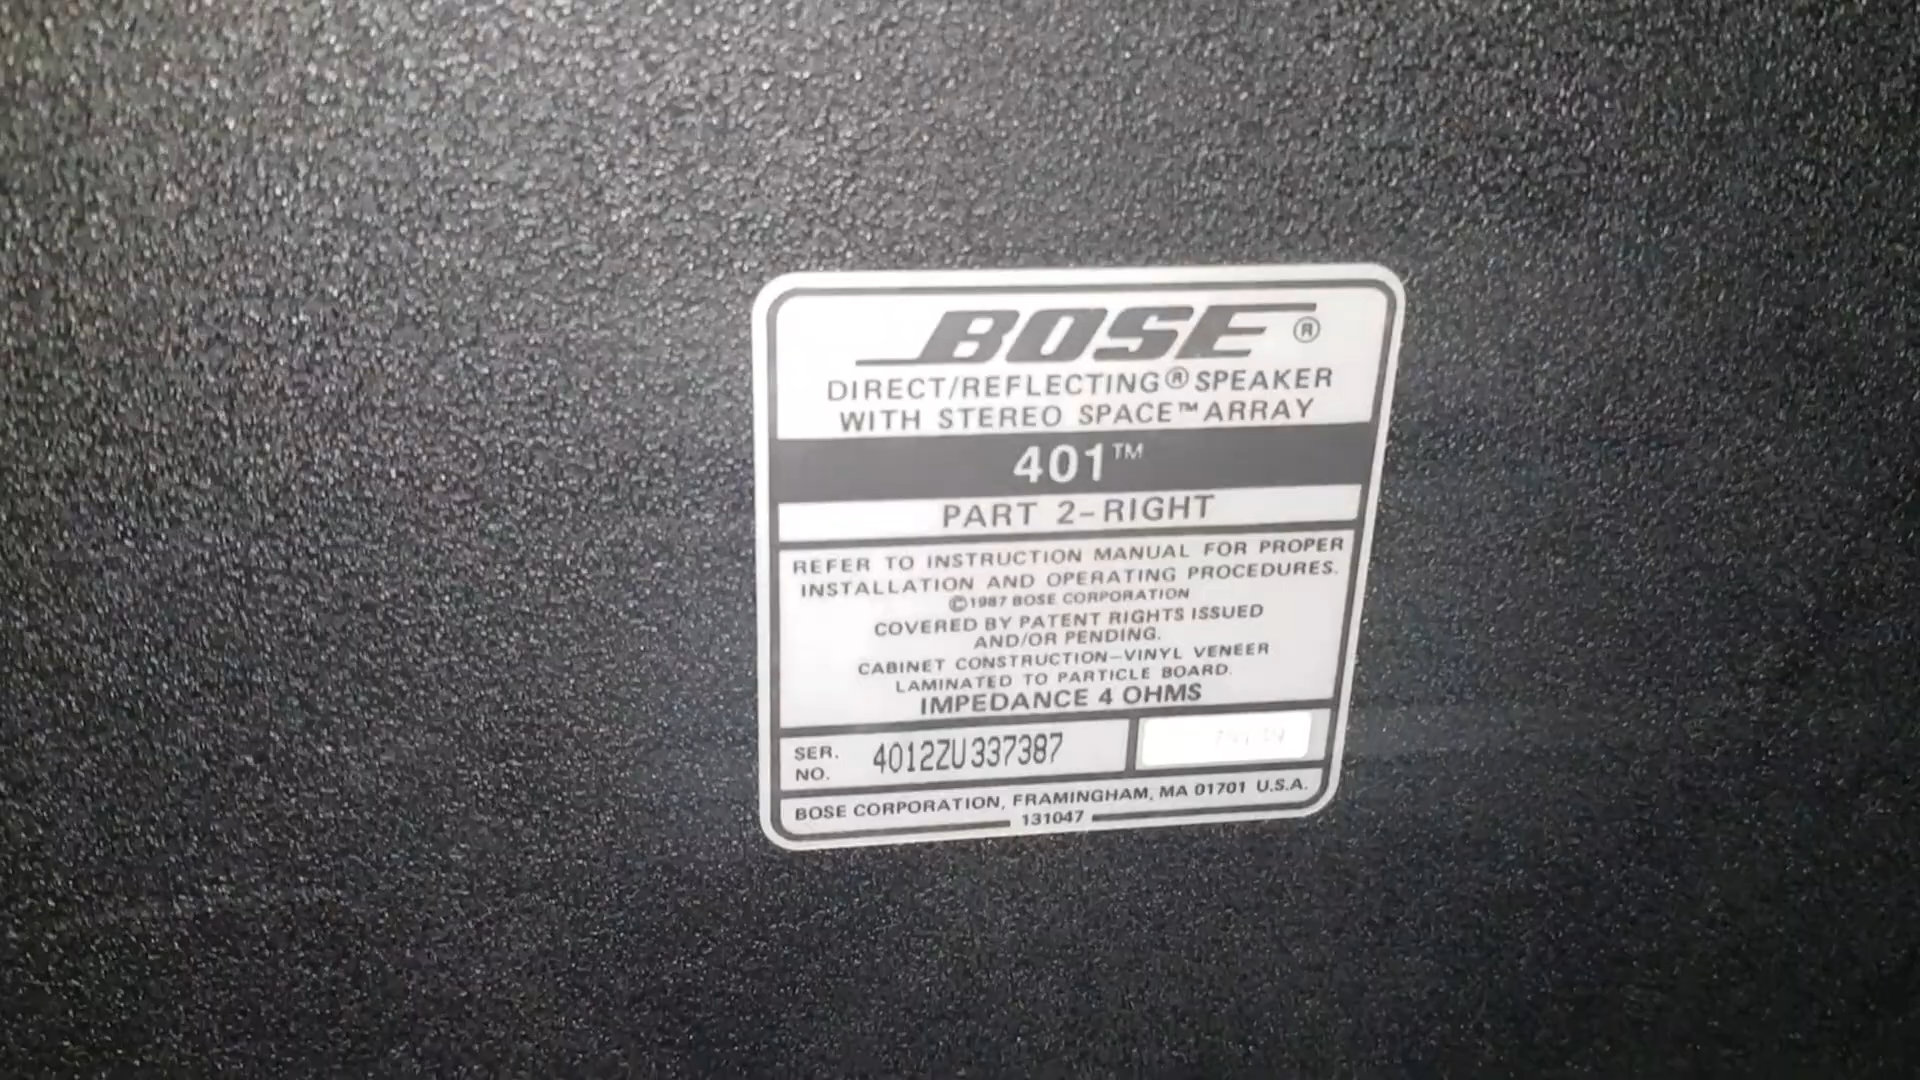 BOSE®
DIRECT/REFLECTING® SPEAKER
WITH STEREO SPACE™ ARRAY
401™
PART 2-RIGHT
REFER TO INSTRUCTION MANUAL FOR PROPER
INSTALLATION AND OPERATING PROCEDURES.
©1987 BOSE CORPORATION
COVERED BY PATENT RIGHTS ISSUED
AND/OR PENDING.
CABINET CONSTRUCTION-VINYL VENEER
LAMINATED TO PARTICLE BOARD.
IMPEDANCE 4 OHMS
SER. NO. 4012ZU337387
BOSE CORPORATION, FRAMINGHAM, MA 01701 U.S.A.
131047